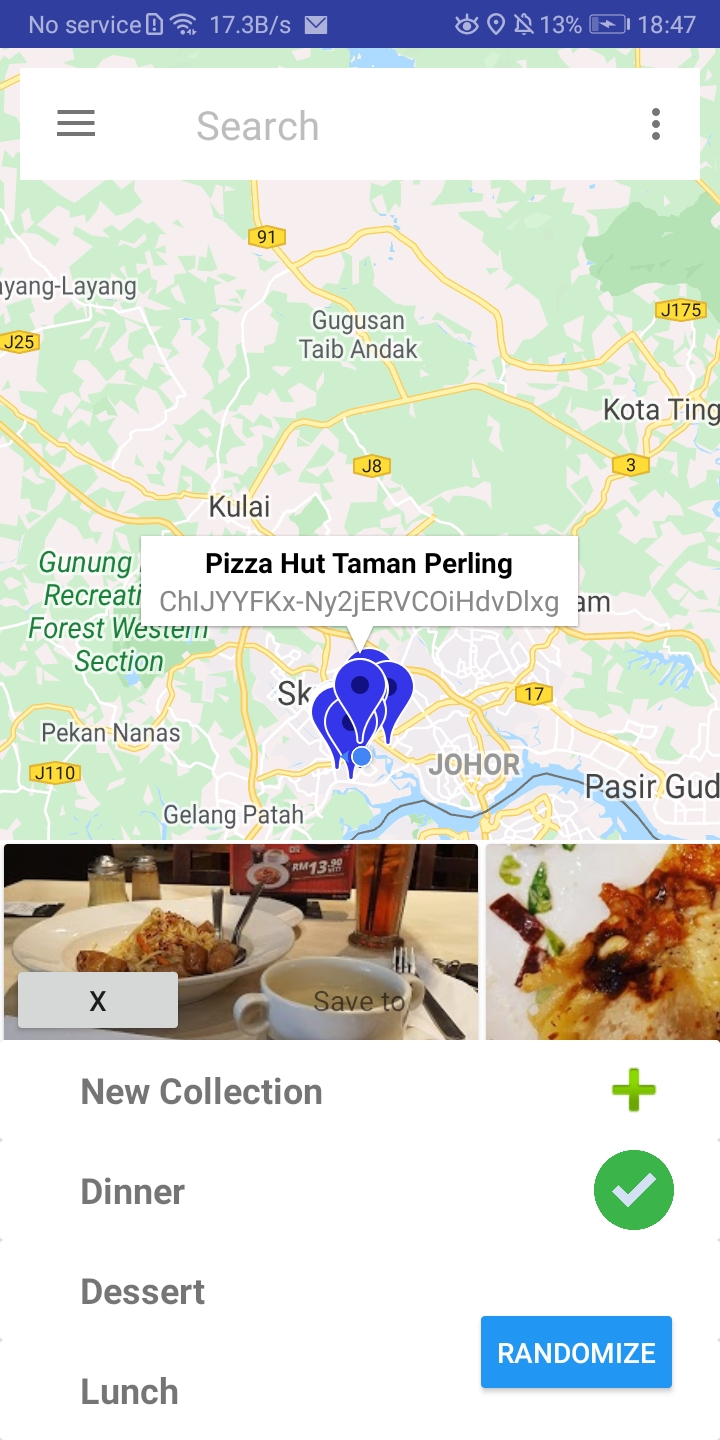 No service 17.3B/s 13% 18:47
Search
91
ayang-Layang
J25
Gugusan
Taib Andak
J175
Kota Ting
J8
3
Kulai
Pizza Hut Taman Perling
ChIJYYFKx-Ny2jERVCOiHdvDlxg
Gunung
Recreati
Forest Western
Section
am
Sk
17
Pekan Nanas
JOHOR
J110
Pasir Gud
Gelang Patah
RM13.90
X
Save to
New Collection
Dinner
Dessert
RANDOMIZE
Lunch